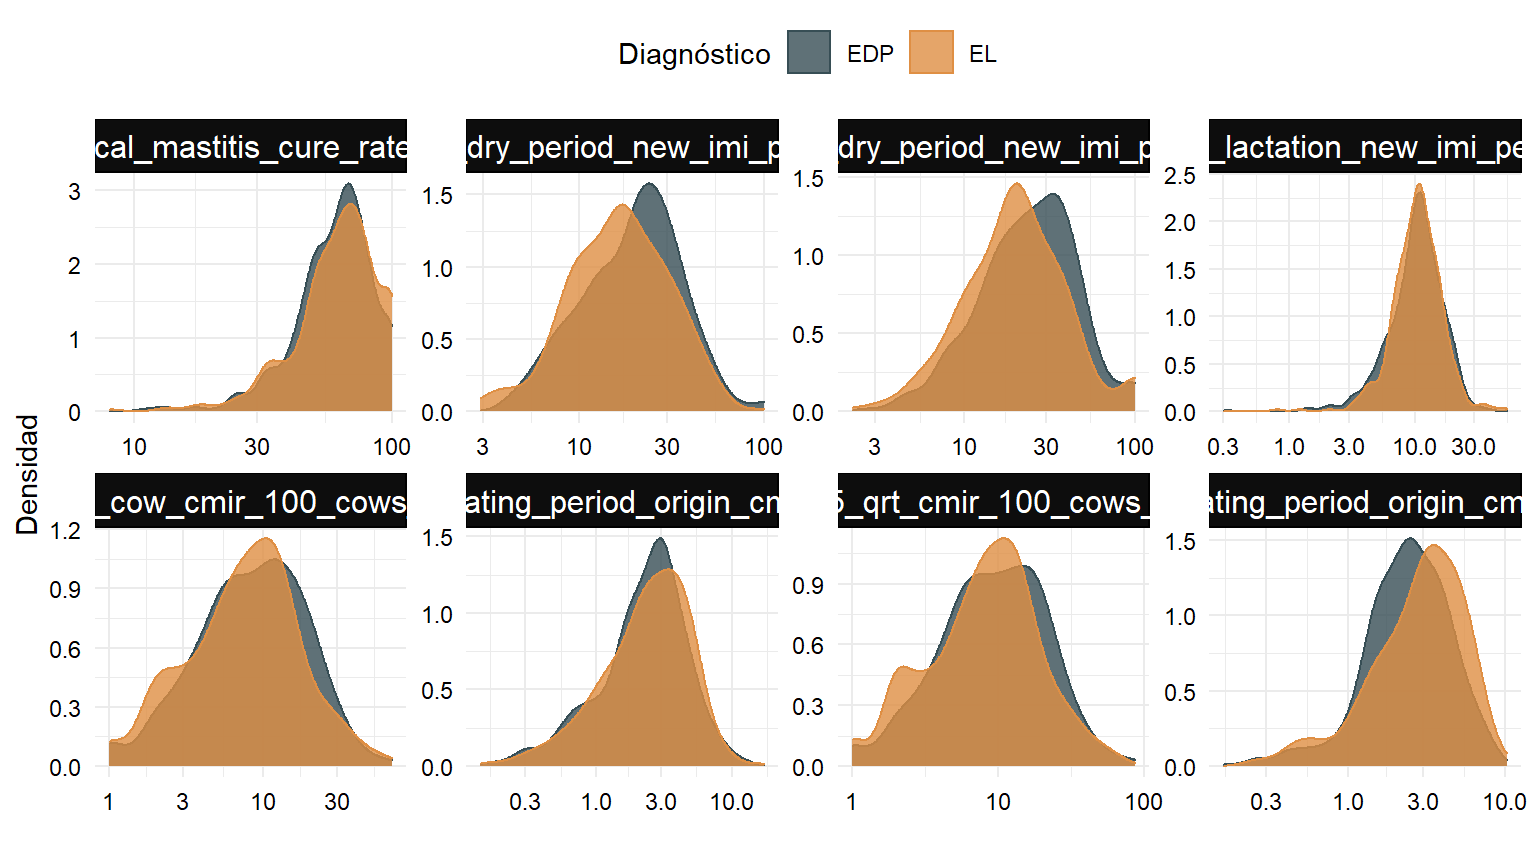 Diagnóstico EDP EL
cal_mastitis_cure_rate
_dry_period_new_imi_p
dry_period_new_imi_p
_lactation_new_imi_pe
3
2
1
0
10 30 100
1.5
1.0
0.5
0.0
3 10 30 100
1.5
1.0
0.5
0.0
3 10 30 100
2.5
2.0
1.5
1.0
0.5
0.0
0.3 1.0 3.0 10.0 30.0
Densidad
_cow_cmir_100_cows
ating_period_origin_cm
5_qrt_cmir_100_cows_
ating_period_origin_cm
1.2
0.9
0.6
0.3
0.0
1 3 10 30
1.5
1.0
0.5
0.0
0.3 1.0 3.0 10.0
0.9
0.6
0.3
0.0
1 10 100
1.5
1.0
0.5
0.0
0.3 1.0 3.0 10.0